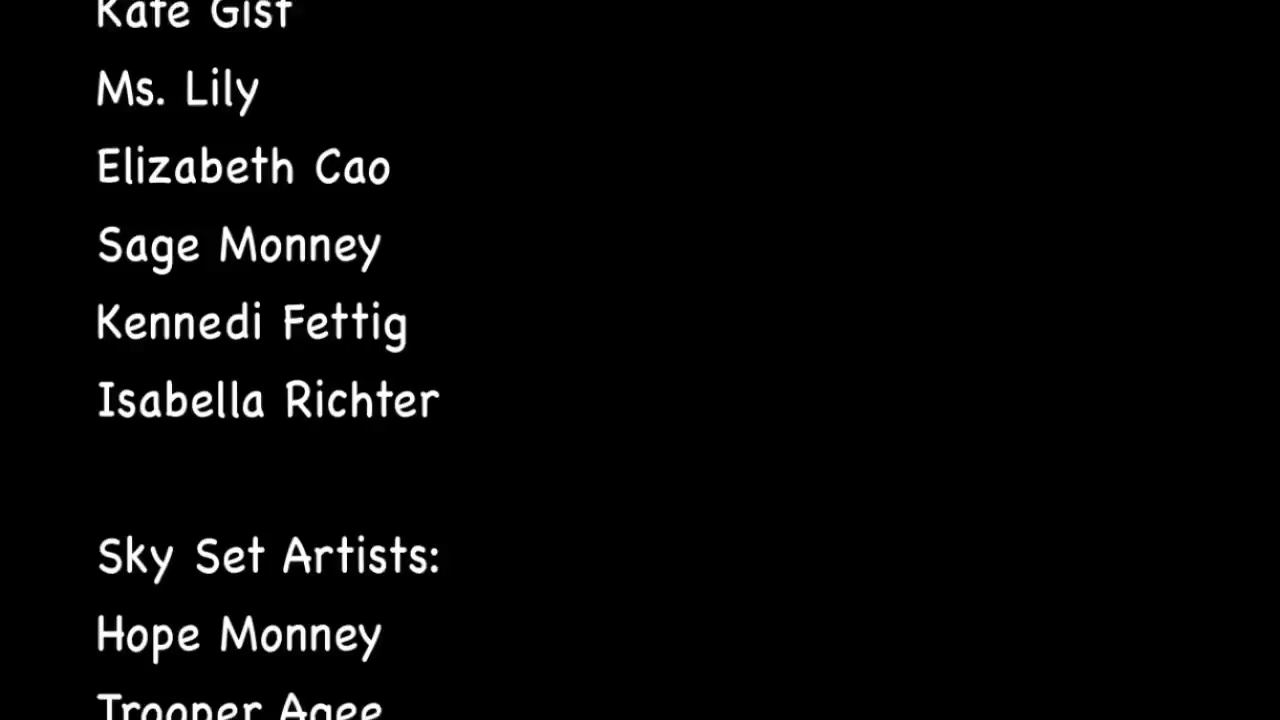 Kate Gist
Ms. Lily
Elizabeth Cao
Sage Monney
Kennedi Fettig
Isabella Richter
Sky Set Artists:
Hope Monney
Trooper Agee